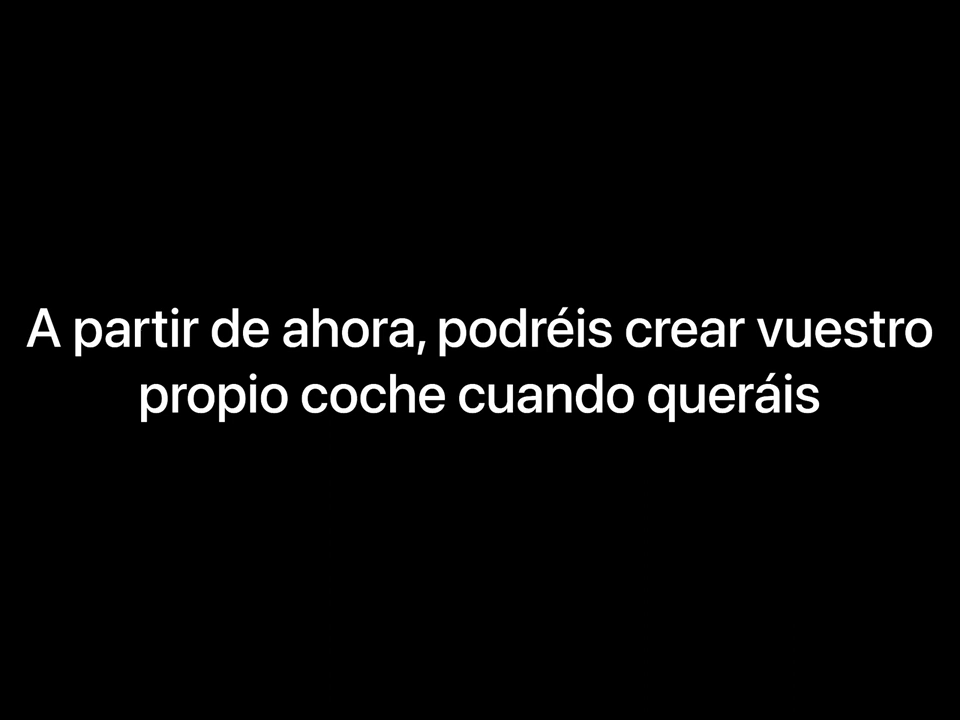 A partir de ahora, podréis crear vuestro
propio coche cuando queráis